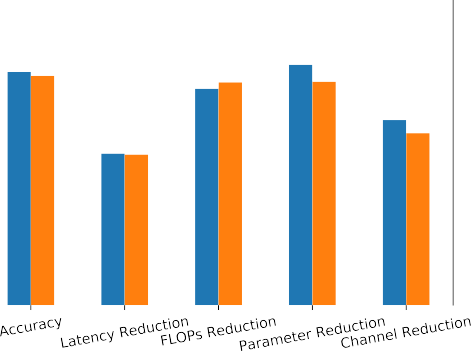 Accuracy
Latency Reduction
FLOPs Reduction
Parameter Reduction
Channel Reduction